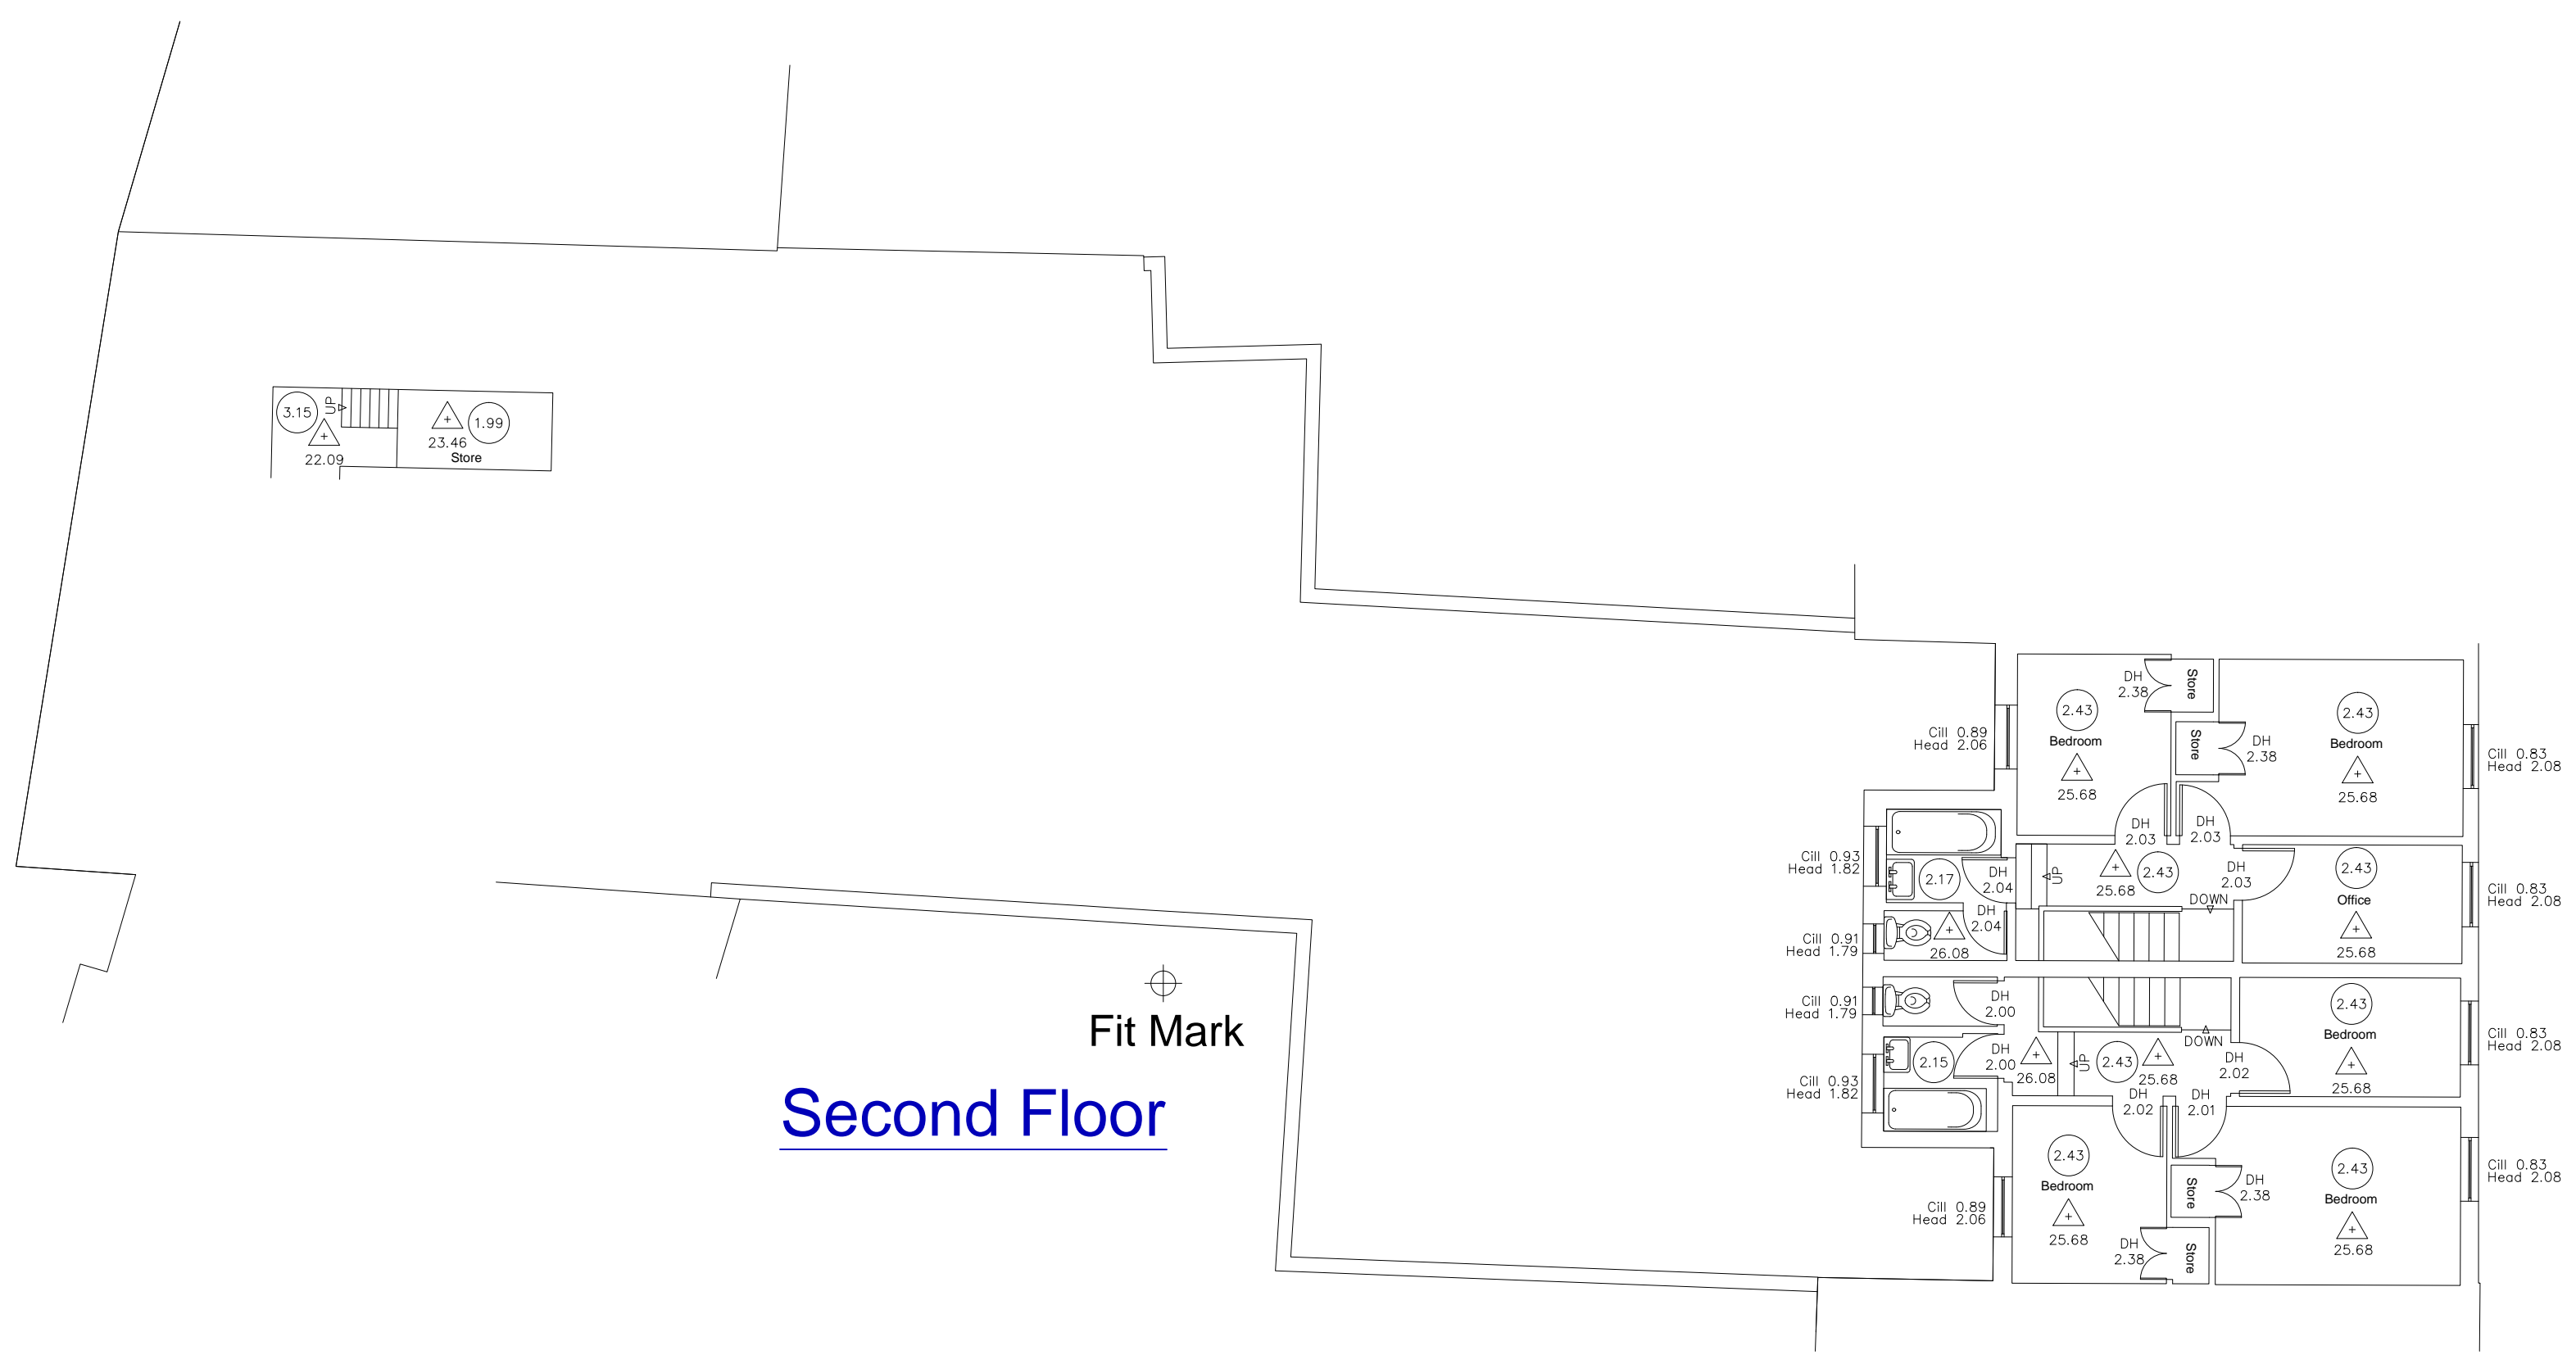 3.15
UP
22.09
23.46
1.99
Store
Fit Mark
Second Floor
Cill 0.89
Head 2.06
2.43
Bedroom
25.68
DH
2.38
Store
Store
DH
2.38
2.43
Bedroom
25.68
Cill 0.83
Head 2.08
DH
2.03
DH
2.03
Cill 0.93
Head 1.82
2.17
DH
2.04
UP
25.68
2.43
DH
2.03
2.43
Office
25.68
Cill 0.83
Head 2.08
DOWN
Cill 0.91
Head 1.79
26.08
DH
2.04
Cill 0.91
Head 1.79
DH
2.00
2.43
Bedroom
25.68
Cill 0.83
Head 2.08
DOWN
Cill 0.93
Head 1.82
2.15
DH
2.00
26.08
UP
2.43
25.68
DH
2.02
DH
2.02
DH
2.01
Cill 0.89
Head 2.06
2.43
Bedroom
25.68
DH
2.38
Store
Store
DH
2.38
2.43
Bedroom
25.68
Cill 0.83
Head 2.08